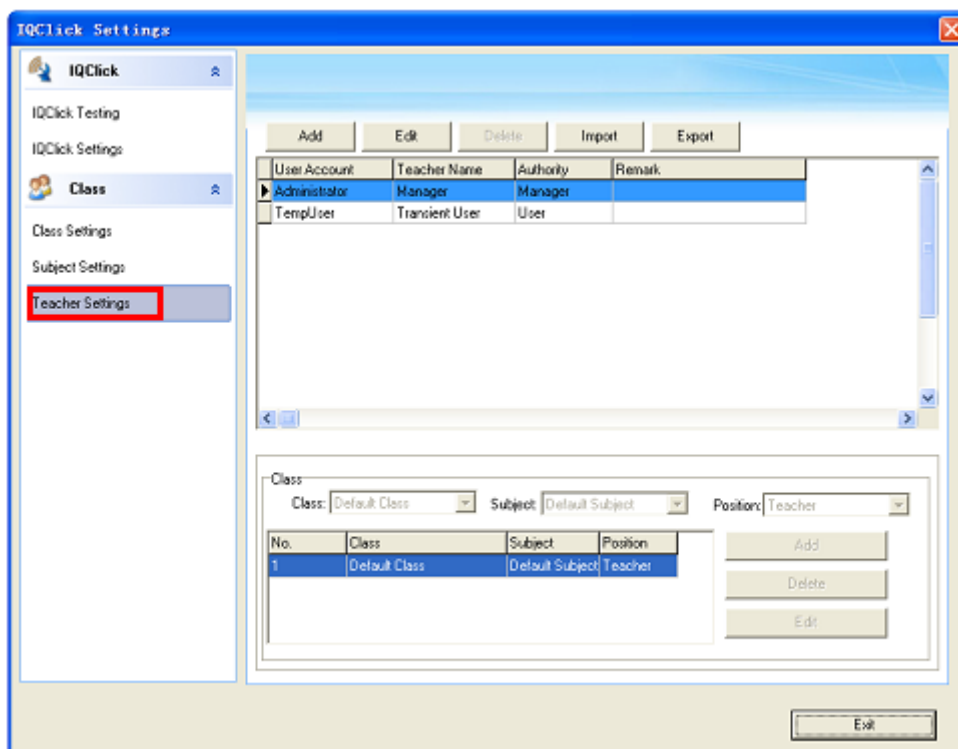 IQClick Settings
IQClick
IQClick Testing
IQClick Settings
Class
Class Settings
Subject Settings
Teacher Settings
Add Edit Delete Import Export
User Account Teacher Name Authority Remark
Administrator Manager Manager
TempUser Transient User User
Class
Class: Default Class Subject: Default Subject Position: Teacher
No. Class Subject Position
1 Default Class Default Subject Teacher
Add
Delete
Edit
Exit